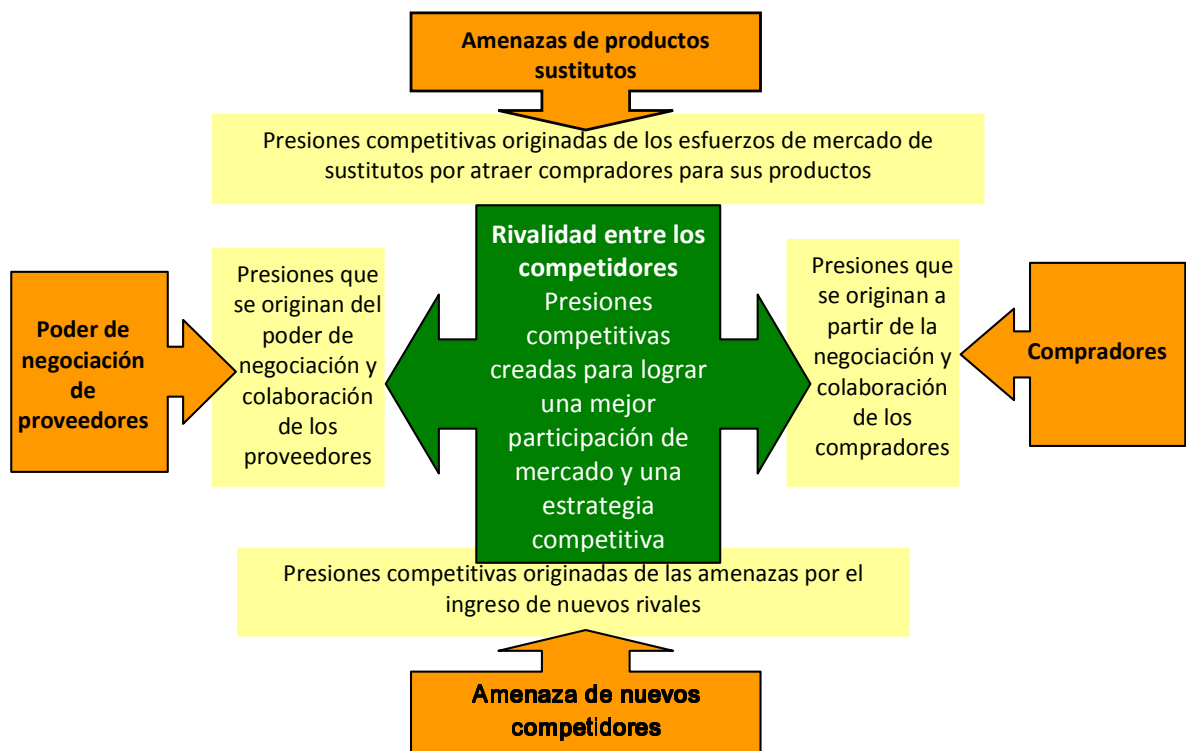 Amenazas de productos
sustitutos
Presiones competitivas originadas de los esfuerzos de mercado de
sustitutos por atraer compradores para sus productos
Poder de
negociación
de
proveedores
Presiones que
se originan del
poder de
negociación y
colaboración
de los
proveedores
Rivalidad entre los
competidores
Presiones
competitivas
creadas para lograr
una mejor
participación de
mercado y una
estrategia
competitiva
Presiones que
se originan a
partir de la
negociación y
colaboración
de los
compradores
Compradores
Presiones competitivas originadas de las amenazas por el
ingreso de nuevos rivales
Amenaza de nuevos
competidores